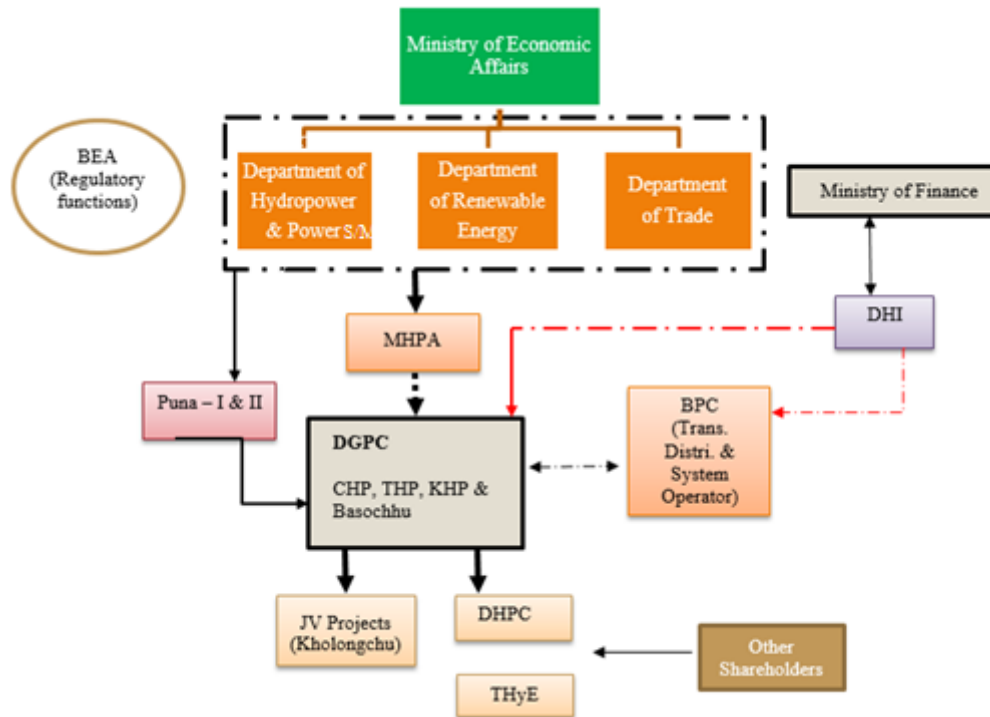 Ministry of Economic
Affairs
BEA
(Regulatory
functions)
Department of
Hydropower
& Power S/M
Department
of Renewable
Energy
Department
of Trade
Ministry of Finance
MHPA
DHI
Puna – I & II
DGPC
CHP, THP, KHP &
Basochhu
BPC
(Trans.
Distri. &
System
Operator)
JV Projects
(Kholongchu)
DHPC
THyE
Other
Shareholders